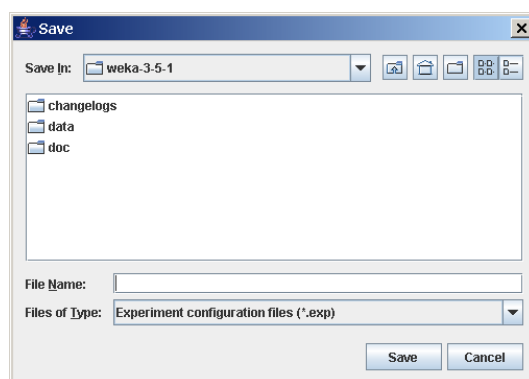 Save
Save In: weka-3-5-1
changelogs
data
doc
File Name:
Files of Type: Experiment configuration files (*.exp)
Save Cancel